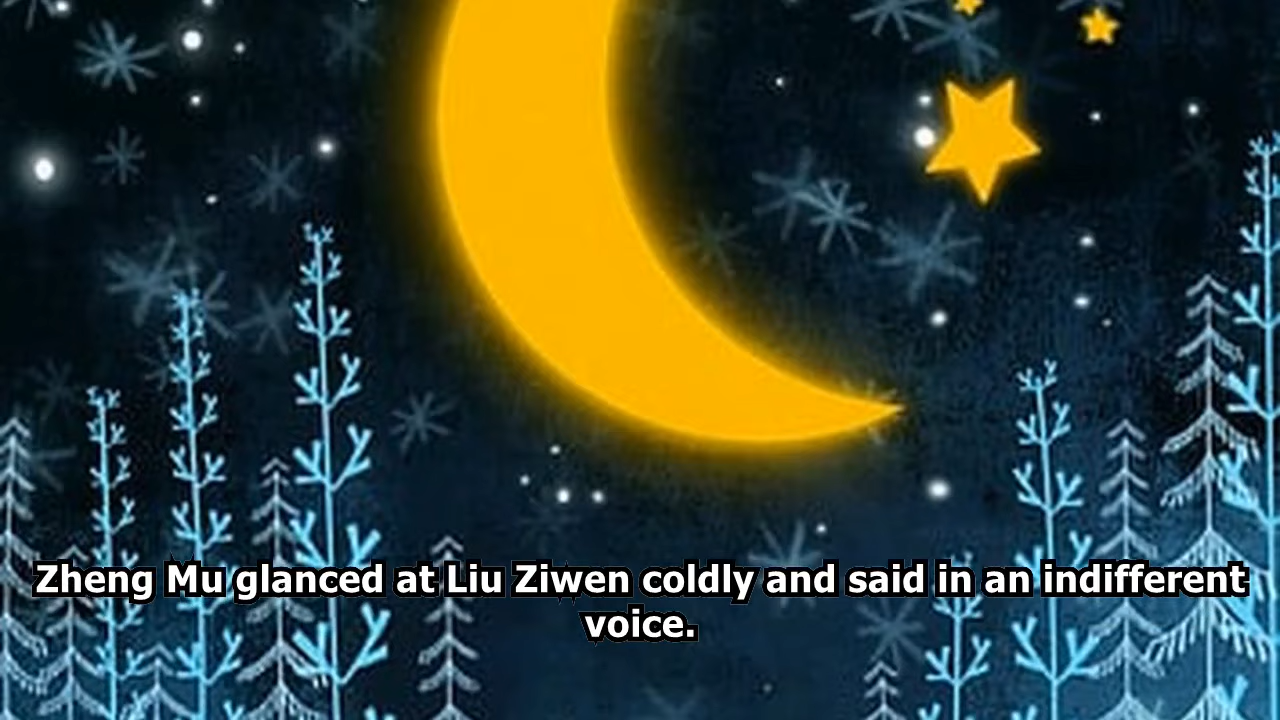 Zheng Mu glanced at Liu Ziwen coldly and said in an indifferent
voice.